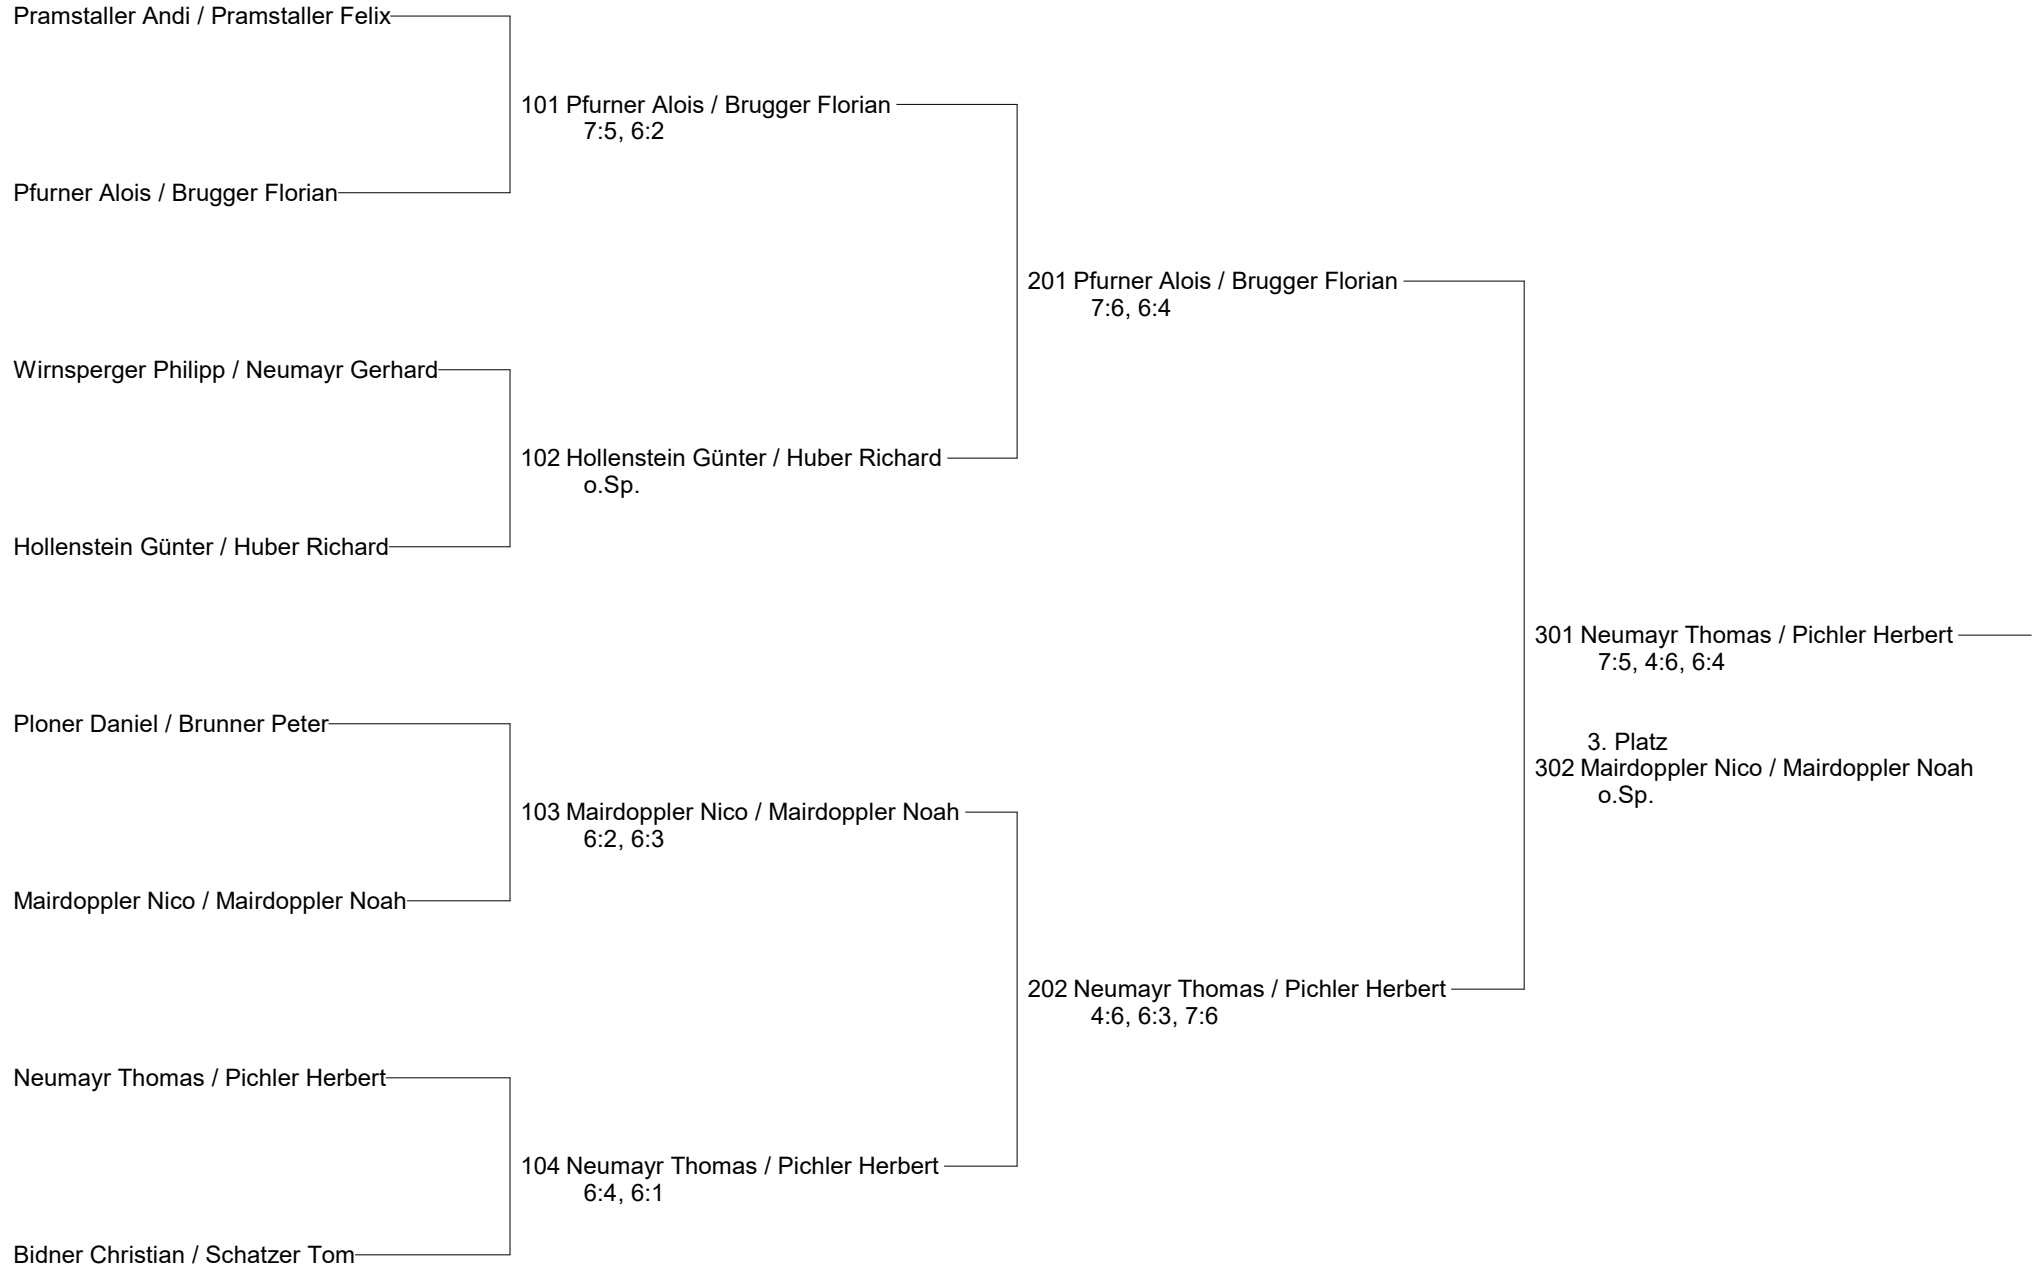 Pramstaller Andi / Pramstaller Felix
101 Pfurner Alois / Brugger Florian
7:5, 6:2
Pfurner Alois / Brugger Florian
201 Pfurner Alois / Brugger Florian
7:6, 6:4
Wirnsperger Philipp / Neumayr Gerhard
102 Hollenstein Günter / Huber Richard
o.Sp.
Hollenstein Günter / Huber Richard
301 Neumayr Thomas / Pichler Herbert
7:5, 4:6, 6:4
Ploner Daniel / Brunner Peter
3. Platz
302 Mairdoppler Nico / Mairdoppler Noah
o.Sp.
103 Mairdoppler Nico / Mairdoppler Noah
6:2, 6:3
Mairdoppler Nico / Mairdoppler Noah
202 Neumayr Thomas / Pichler Herbert
4:6, 6:3, 7:6
Neumayr Thomas / Pichler Herbert
104 Neumayr Thomas / Pichler Herbert
6:4, 6:1
Bidner Christian / Schatzer Tom